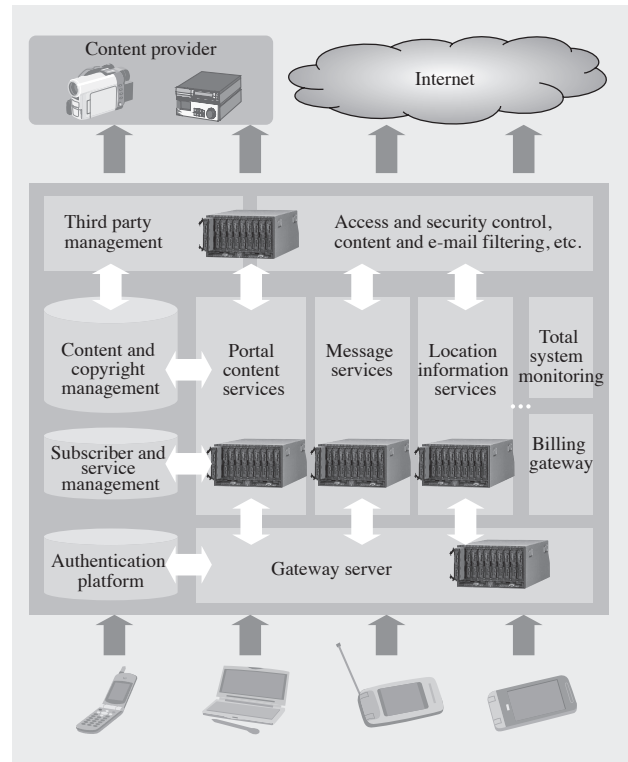 Content provider
Internet
Third party
management
Access and security control,
content and e-mail filtering, etc.
Content and
copyright
management
Portal
content
services
Message
services
Location
information
services
Total
system
monitoring
Subscriber and
service
management
Billing
gateway
Authentication
platform
Gateway server